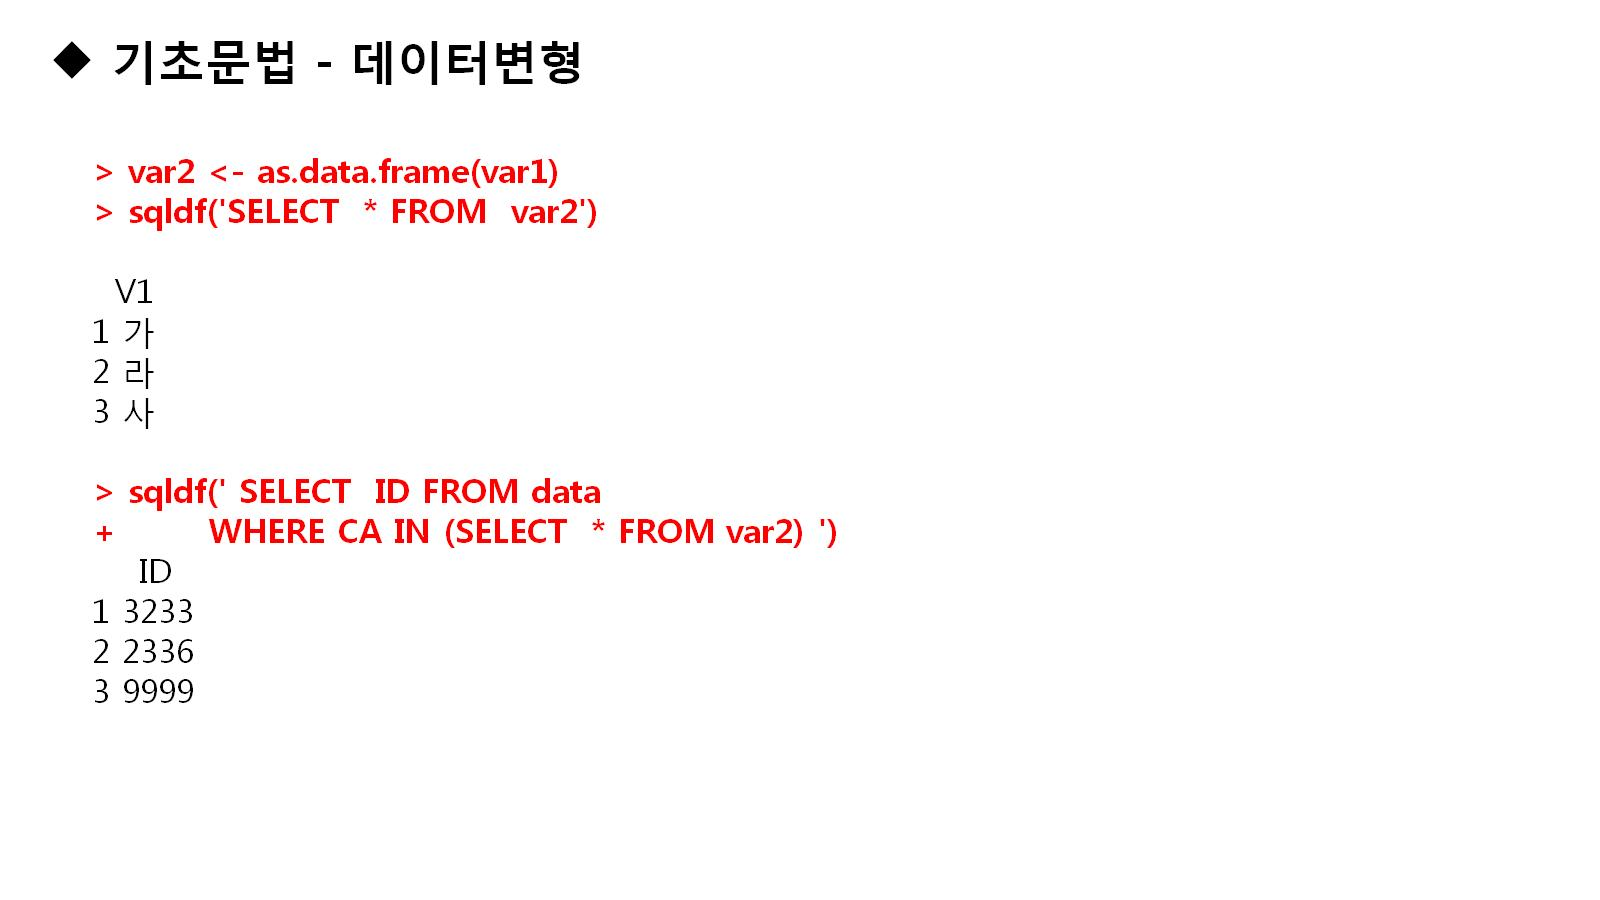 ◆ 기초문법 - 데이터변형
> var2 <- as.data.frame(var1)
> sqldf('SELECT  * FROM  var2')
V1
1 가
2 라
3 사
> sqldf(' SELECT  ID FROM data
+       WHERE CA IN (SELECT  * FROM var2) ')
ID
1 3233
2 2336
3 9999